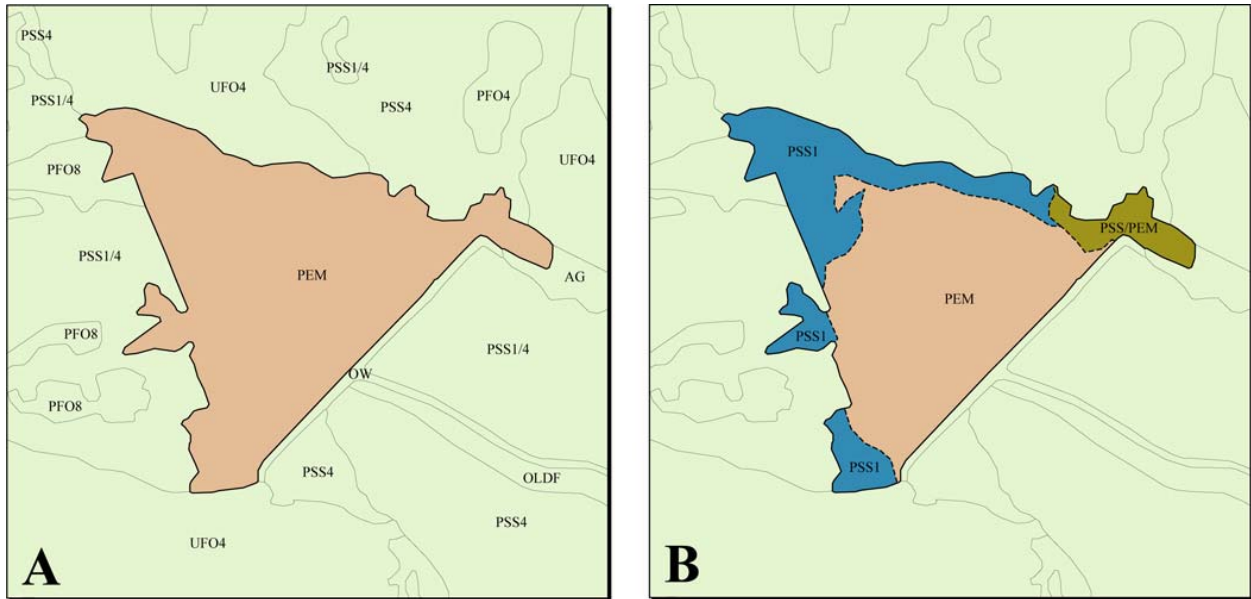 PSS4
PSS1/4
UFO4
PSS1/4
PSS4
PFO4
PFO8
UFO4
PSS1/4
PEM
AG
PFO8
PSS1/4
OW
PFO8
PSS4
OLDF
PSS4
UFO4
A
PSS1
PSS/PEM
PEM
PSS1
PSS1
B